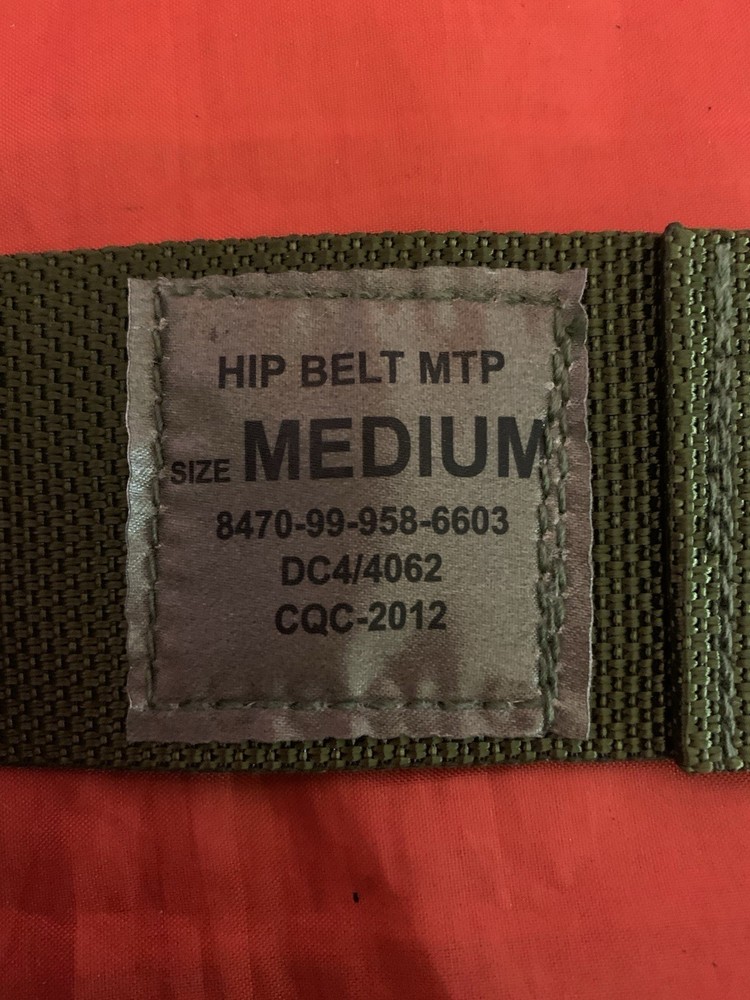 HIP BELT MTP
SIZE MEDIUM
8470-99-958-6603
DC4/4062
CQC-2012